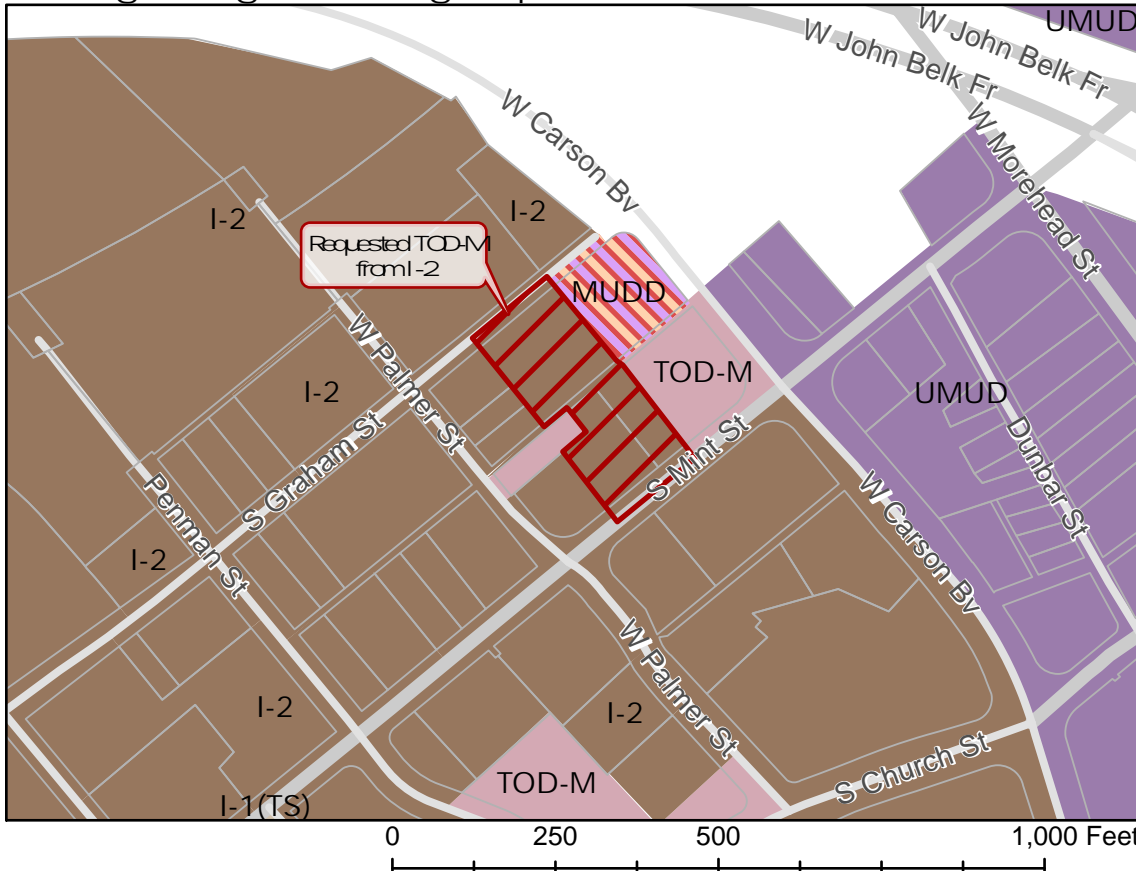 UMUD
W John Belk Fr
W John Belk Fr
W Carson Bv
W Morehead St
I-2
I-2
Requested TOD-M
from I-2
MUDD
W Palmer St
I-2
TOD-M
UMUD
S Mint St
Dunbar St
S Graham St
Penman St
W Carson Bv
I-2
W Palmer St
I-2
I-2
S Church St
TOD-M
I-1(TS)
0 250 500 1,000 Feet